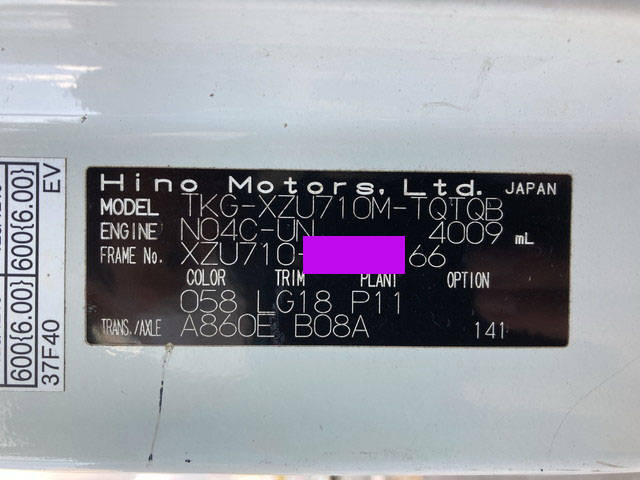 Hino Motors, Ltd. JAPAN
MODEL TKG-XZU710M-TQTQB
ENGINE N04C-UN 4009 mL
FRAME No. XZU710- 66
COLOR TRIM PLANT OPTION
058 LG18 P11
TRANS./AXLE A860E B08A 141
600{6.00}
600{6.00}
37F40 EV